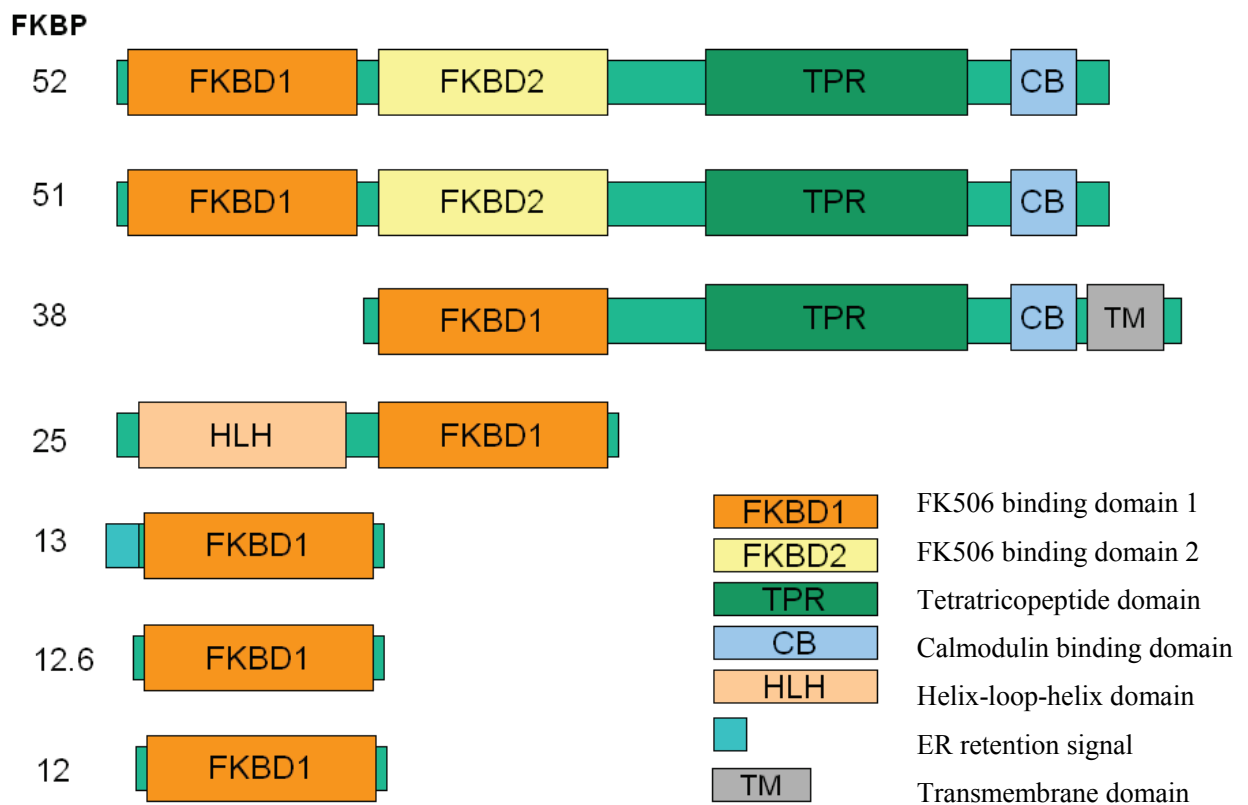 FKBP
52 FKBD1 FKBD2 TPR CB
51 FKBD1 FKBD2 TPR CB
38 FKBD1 TPR CB TM
25 HLH FKBD1
13 FKBD1
12.6 FKBD1
12 FKBD1
FKBD1 FK506 binding domain 1
FKBD2 FK506 binding domain 2
TPR Tetratricopeptide domain
CB Calmodulin binding domain
HLH Helix-loop-helix domain
ER retention signal
TM Transmembrane domain